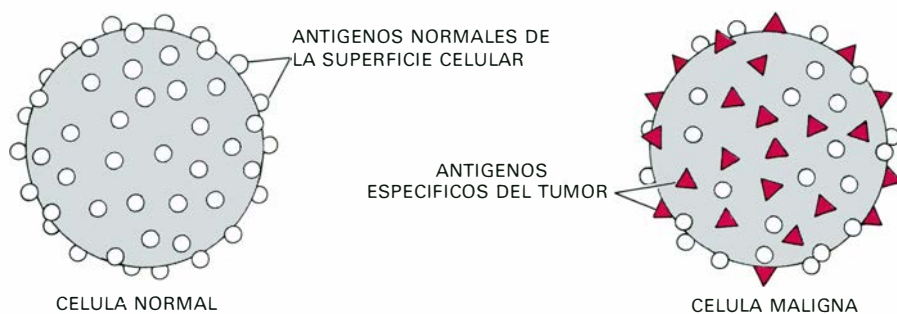 ANTIGENOS NORMALES DE
LA SUPERFICIE CELULAR
ANTIGENOS
ESPECIFICOS DEL TUMOR
CELULA NORMAL
CELULA MALIGNA